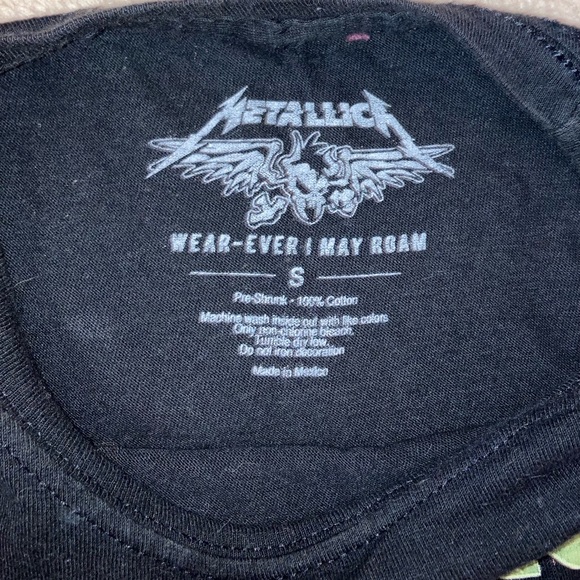 METALLICA
WEAR-EVER I MAY ROAM
S
Pre-Shrunk - 100% Cotton
Machine wash inside out with like colors
Only non-chlorine bleach.
Tumble dry low.
Do not iron decoration
Made in Mexico